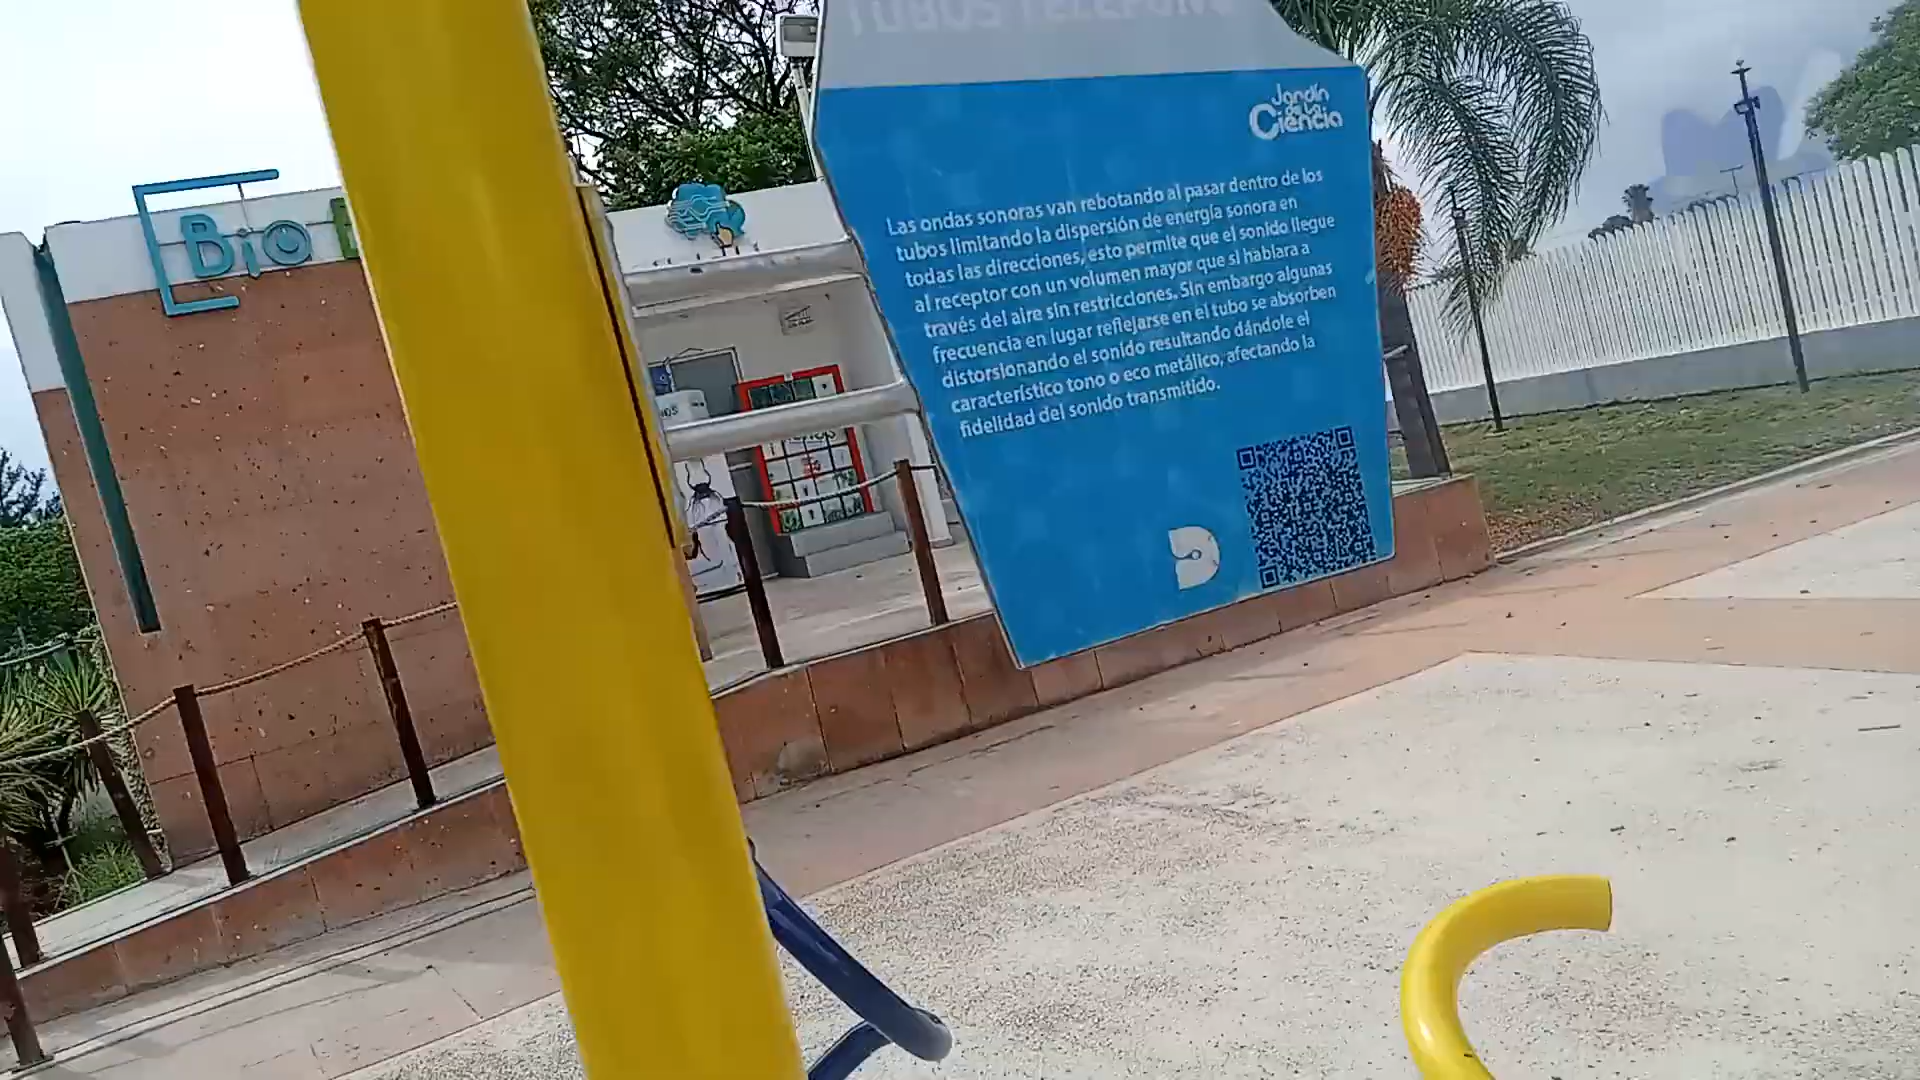 TUBOS TELÉFONO
Jardín
de la
Ciencia
Las ondas sonoras van rebotando al pasar dentro de los
tubos limitando la dispersión de energía sonora en
todas las direcciones, esto permite que el sonido llegue
al receptor con un volumen mayor que si hablara a
través del aire sin restricciones. Sin embargo algunas
frecuencia en lugar reflejarse en el tubo se absorben
distorsionando el sonido resultando dándole el
característico tono o eco metálico, afectando la
fidelidad del sonido transmitido.
Bio